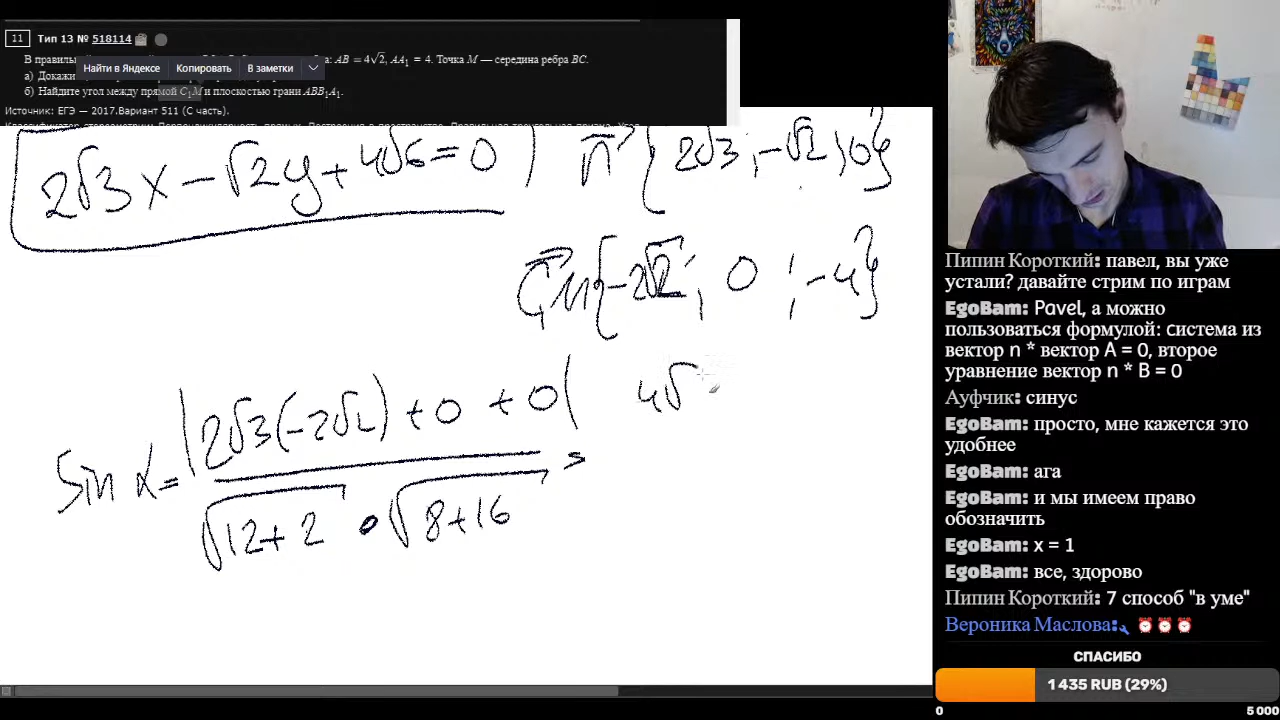 11 Тип 13 № 518114
В правиль а: AB = 4√2, AA₁ = 4. Точка M — середина ребра BC.
Найти в Яндексе Копировать В заметки
а) Докажи
б) Найдите угол между прямой C₁M и плоскостью грани ABB₁A₁.
Источник: ЕГЭ — 2017.Вариант 511 (С часть).
2√3x − √2y + 4√6 = 0
n {2√3; −√2; 0}
C₁M {−2√2; 0; −4}
Sin α = |2√3(−2√2) + 0 + 0| / √12+2 • √8+16 =
4√
Пипин Короткий: павел, вы уже
устали? давайте стрим по играм
EgoBam: Pavel, а можно
пользоваться формулой: система из
вектор n * вектор A = 0, второе
уравнение вектор n * B = 0
Ауфчик: синус
EgoBam: просто, мне кажется это
удобнее
EgoBam: ага
EgoBam: и мы имеем право
обозначить
EgoBam: x = 1
EgoBam: все, здорово
Пипин Короткий: 7 способ "в уме"
Вероника Маслова:
СПАСИБО
1 435 RUB (29%)
0 5 000